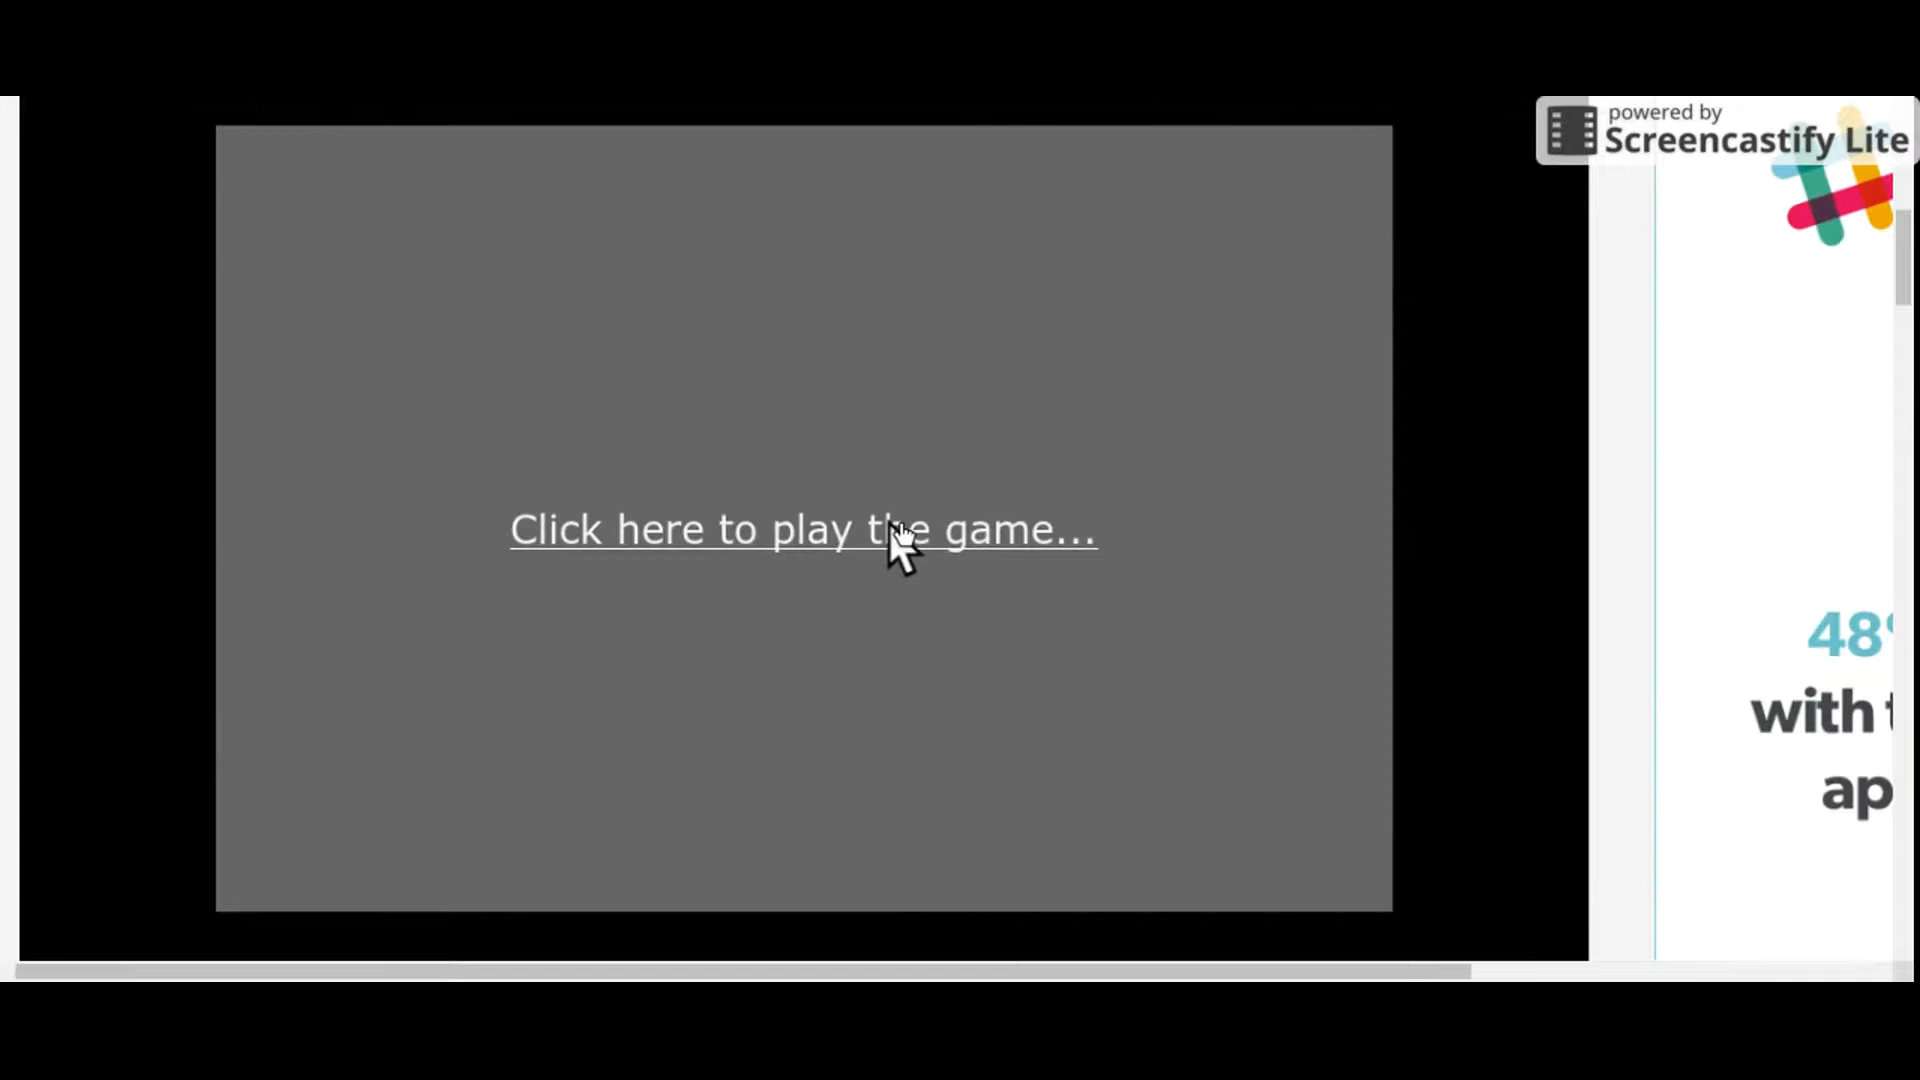 powered by
Screencastify Lite
Click here to play the game...
48
with
ap